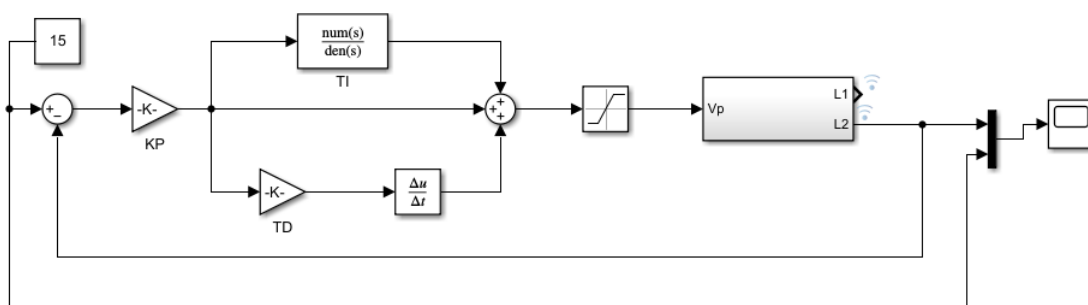 15
num(s)
den(s)
TI
+
−
-K-
KP
+
+
+
-K-
TD
Δu
Δt
Vp
L1
L2